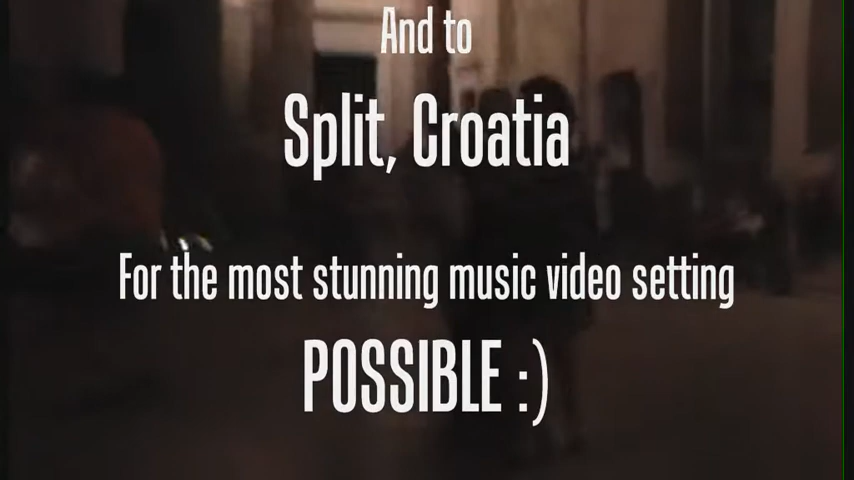 And to
Split, Croatia
For the most stunning music video setting
POSSIBLE :)